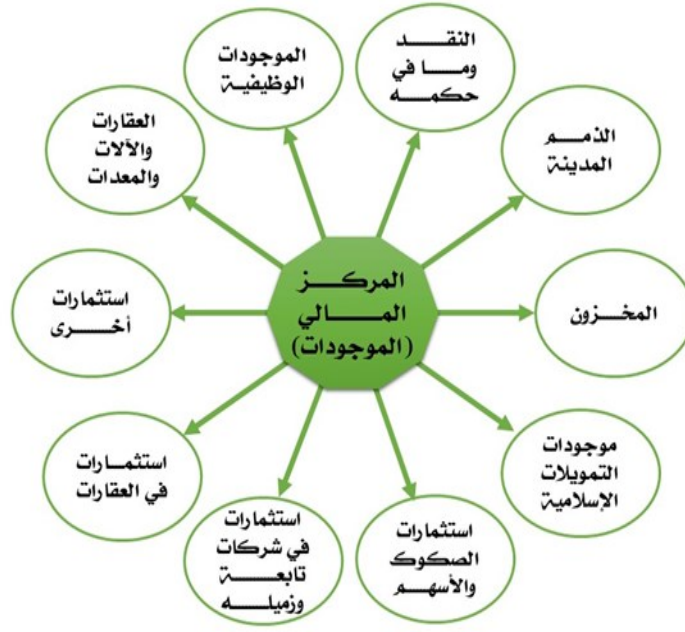 المركز
المالي
(الموجودات)
النقد
وما في
حكمه
الذمم
المدينة
المخزون
موجودات
التمويلات
الإسلامية
استثمارات
الصكوك
والأسهم
استثمارات
في شركات
تابعة
وزميله
استثمارات
في العقارات
استثمارات
أخرى
العقارات
والآلات
والمعدات
الموجودات
الوظيفية